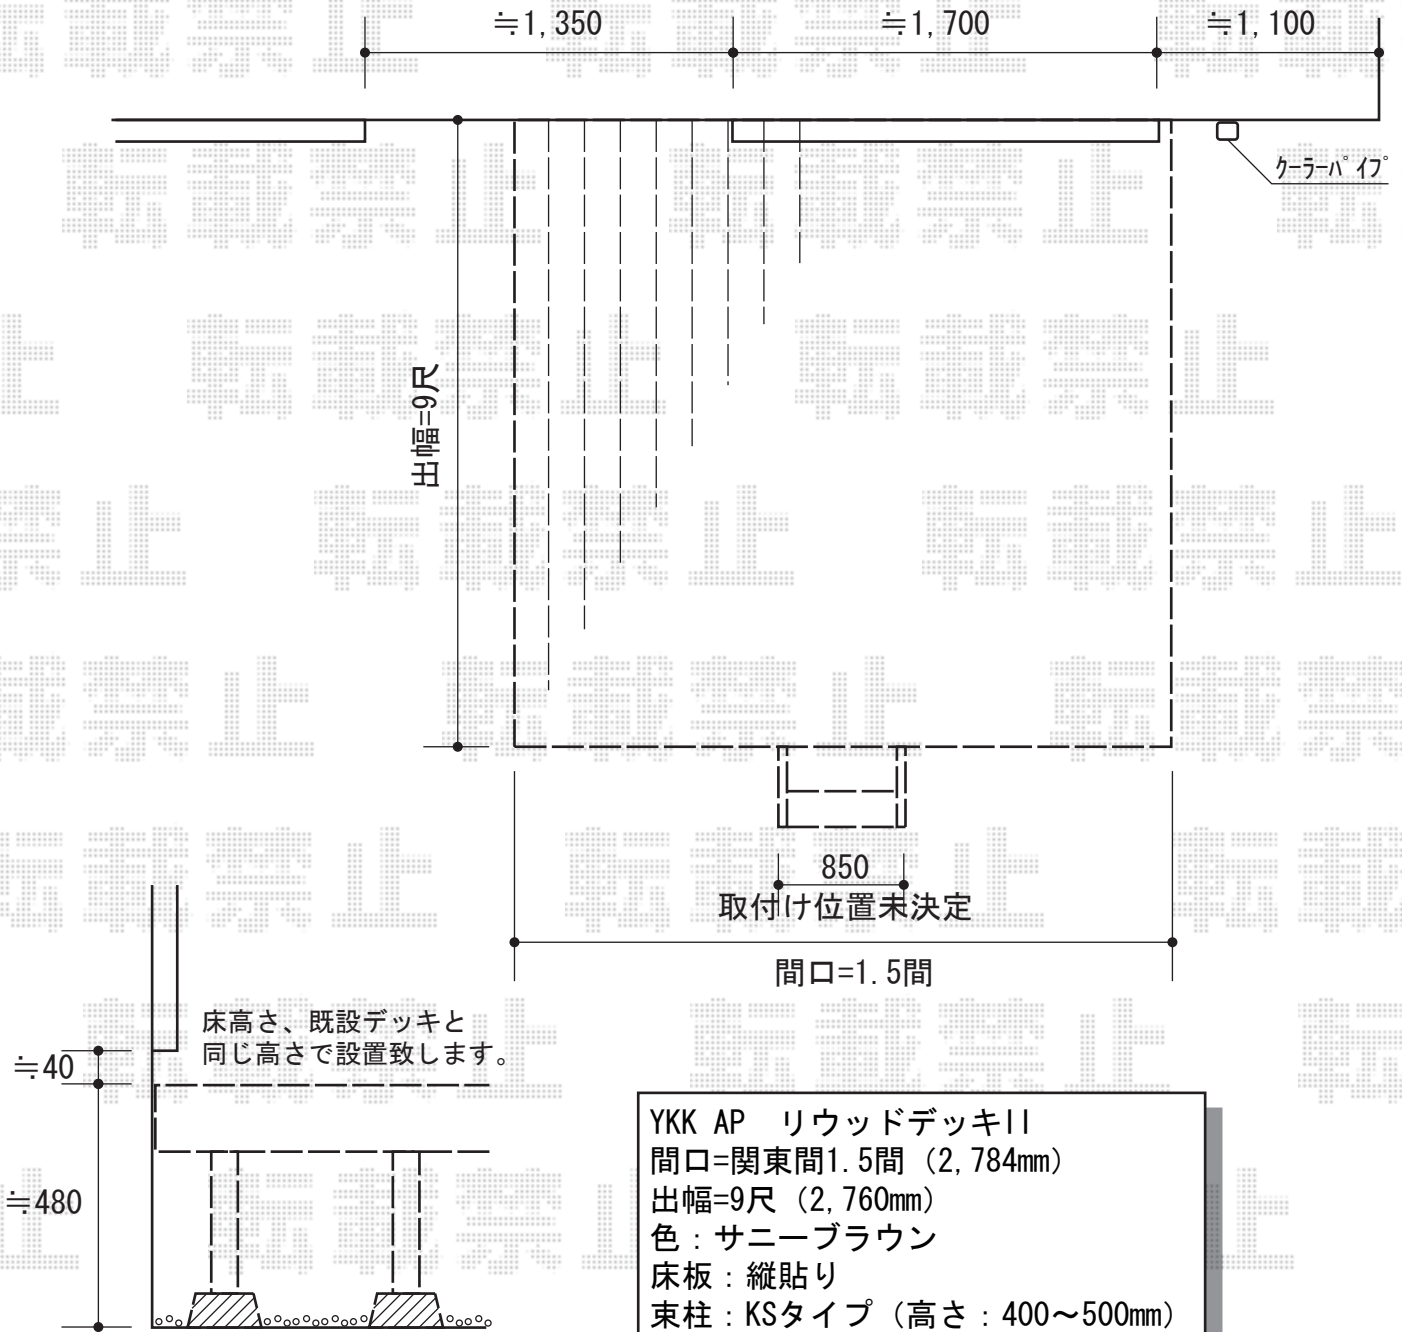 ≒1,350
≒1,700
≒1,100
ｸｰﾗｰﾊﾟｲﾌﾟ
出幅=9尺
850
取付け位置未決定
間口=1.5間
床高さ、既設デッキと
同じ高さで設置致します。
≒40
≒480
YKK AP　リウッドデッキII
間口=関東間1.5間（2,784mm）
出幅=9尺（2,760mm）
色：サニーブラウン
床板：縦貼り
束柱：KSタイプ（高さ：400～500mm）
転載禁止